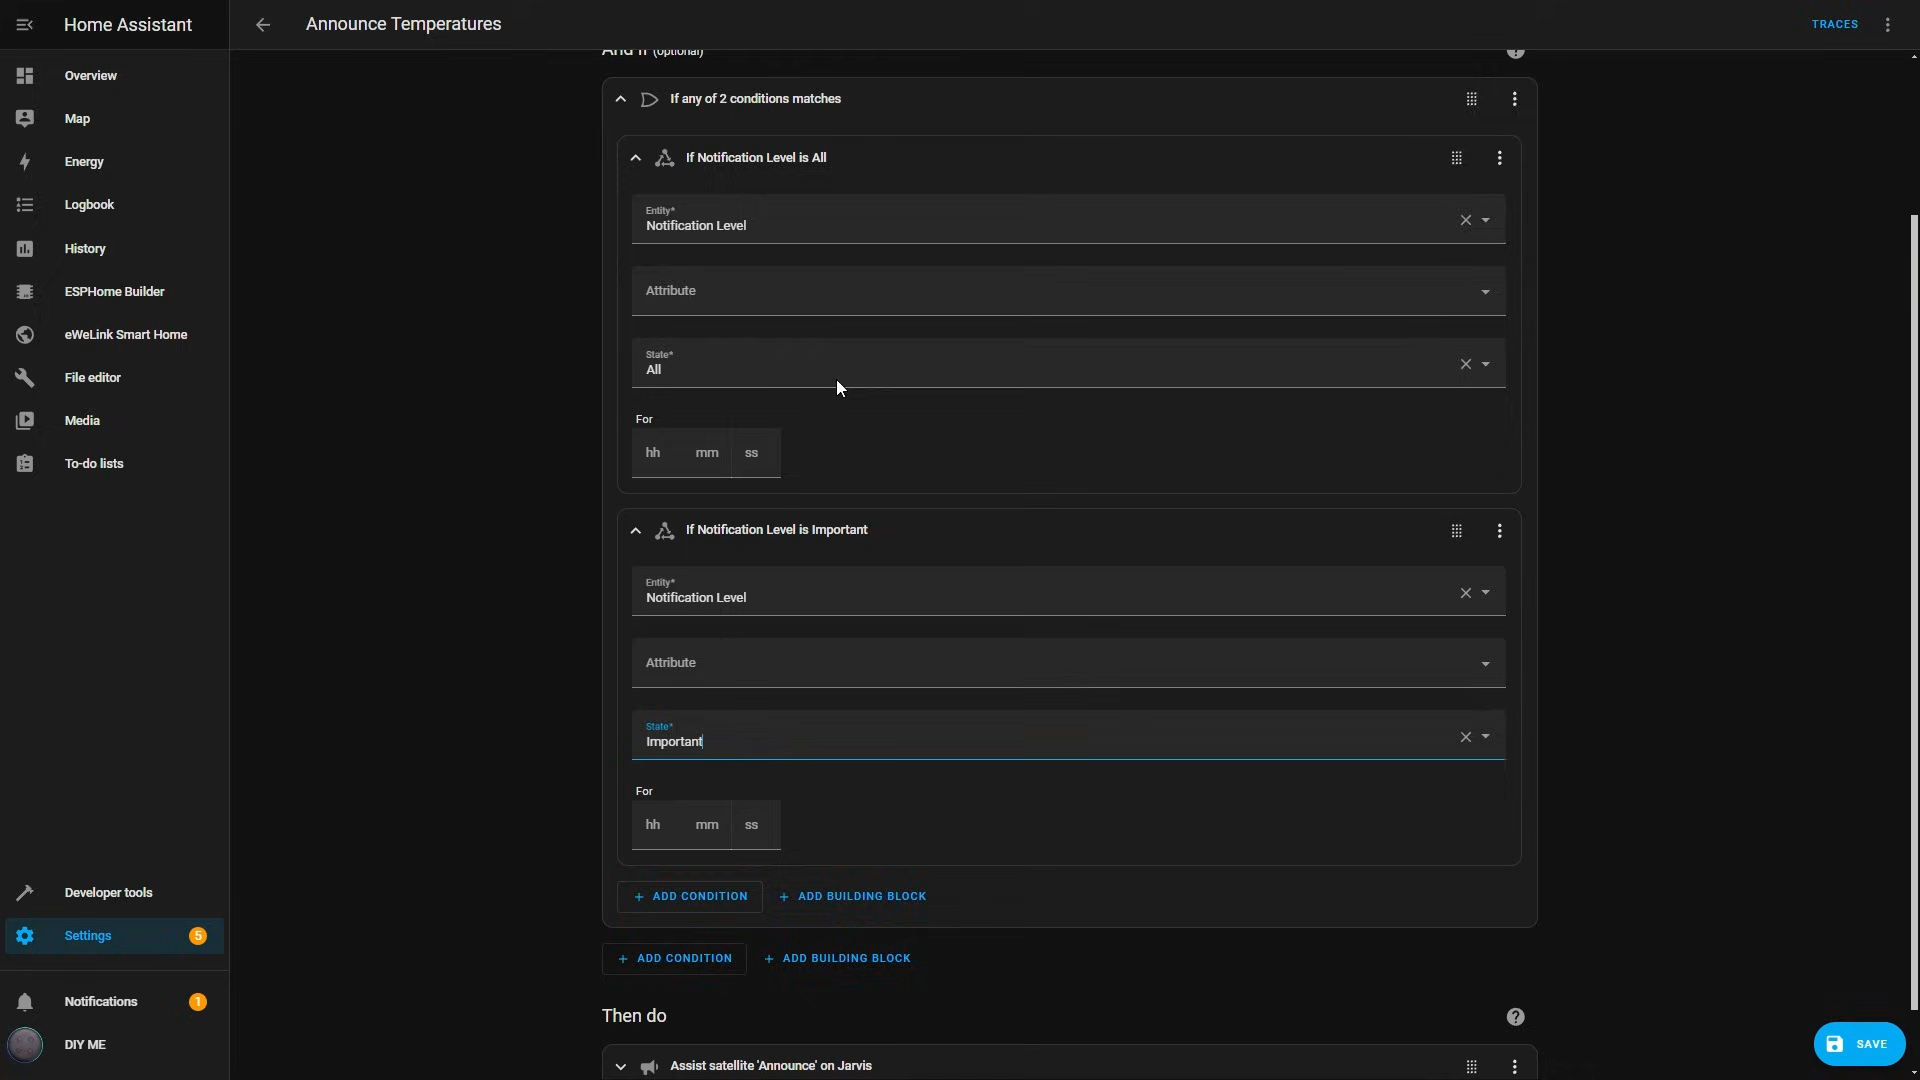 Home Assistant
Announce Temperatures
TRACES
Overview
Map
Energy
Logbook
History
ESPHome Builder
eWeLink Smart Home
File editor
Media
To-do lists
Developer tools
Settings
5
Notifications
1
DIY ME
And if (optional)
If any of 2 conditions matches
If Notification Level is All
Entity*
Notification Level
Attribute
State*
All
For
hh mm ss
If Notification Level is Important
Entity*
Notification Level
Attribute
State*
Important
For
hh mm ss
+ ADD CONDITION + ADD BUILDING BLOCK
+ ADD CONDITION + ADD BUILDING BLOCK
Then do
Assist satellite 'Announce' on Jarvis
SAVE